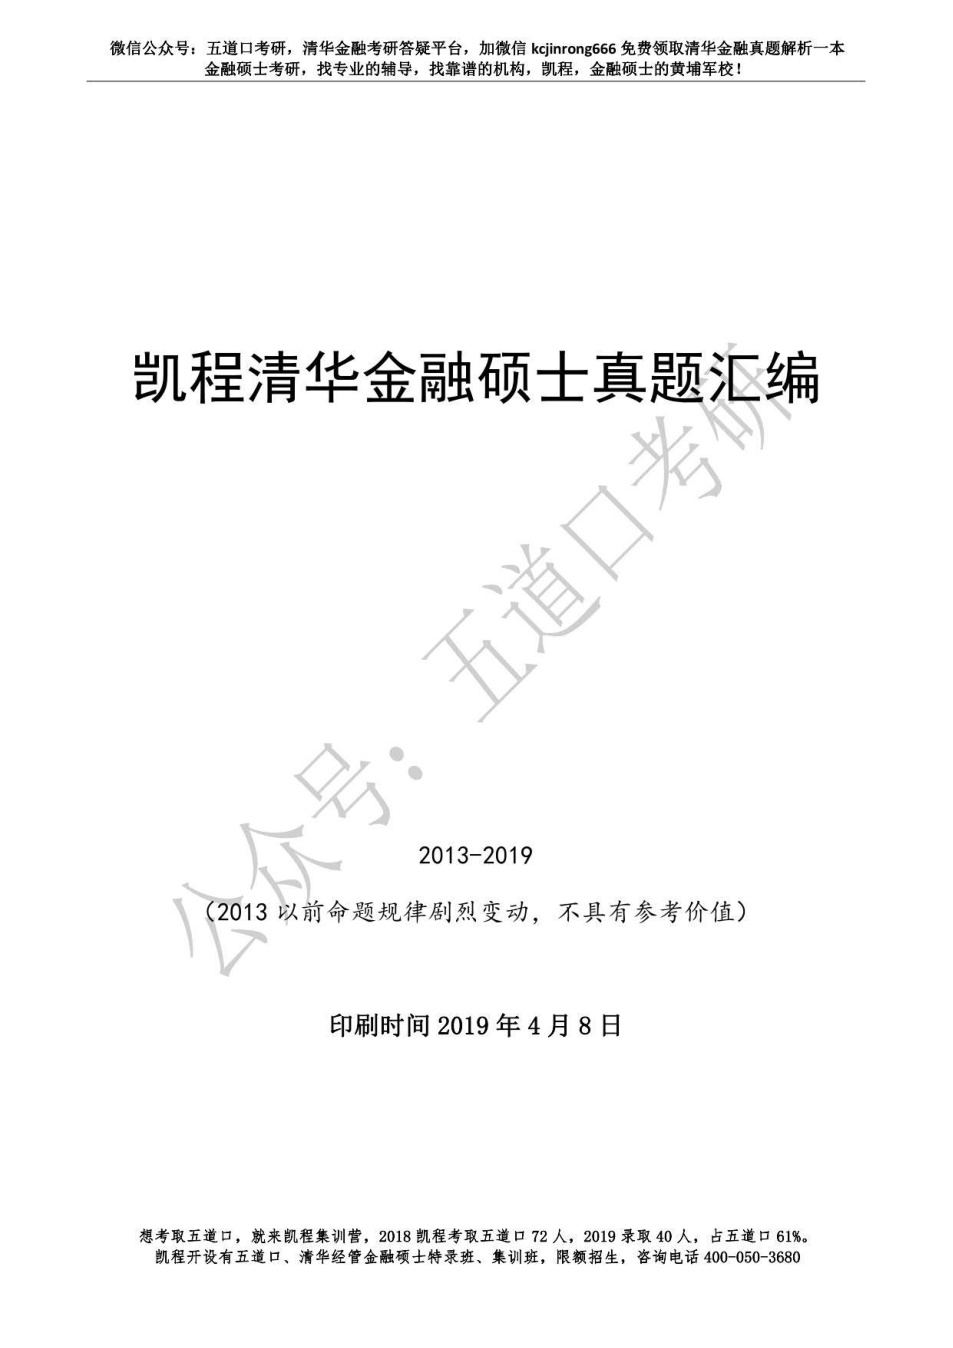 微信公众号：五道口考研，清华金融考研答疑平台，加微信 kcjinrong666 免费领取清华金融真题解析一本
金融硕士考研，找专业的辅导，找靠谱的机构，凯程，金融硕士的黄埔军校！
凯程清华金融硕士真题汇编
公众号：五道口考研
2013-2019
（2013 以前命题规律剧烈变动，不具有参考价值）
印刷时间 2019 年 4 月 8 日
想考取五道口，就来凯程集训营，2018 凯程考取五道口 72 人，2019 录取 40 人，占五道口 61%。
凯程开设有五道口、清华经管金融硕士特录班、集训班，限额招生，咨询电话 400-050-3680